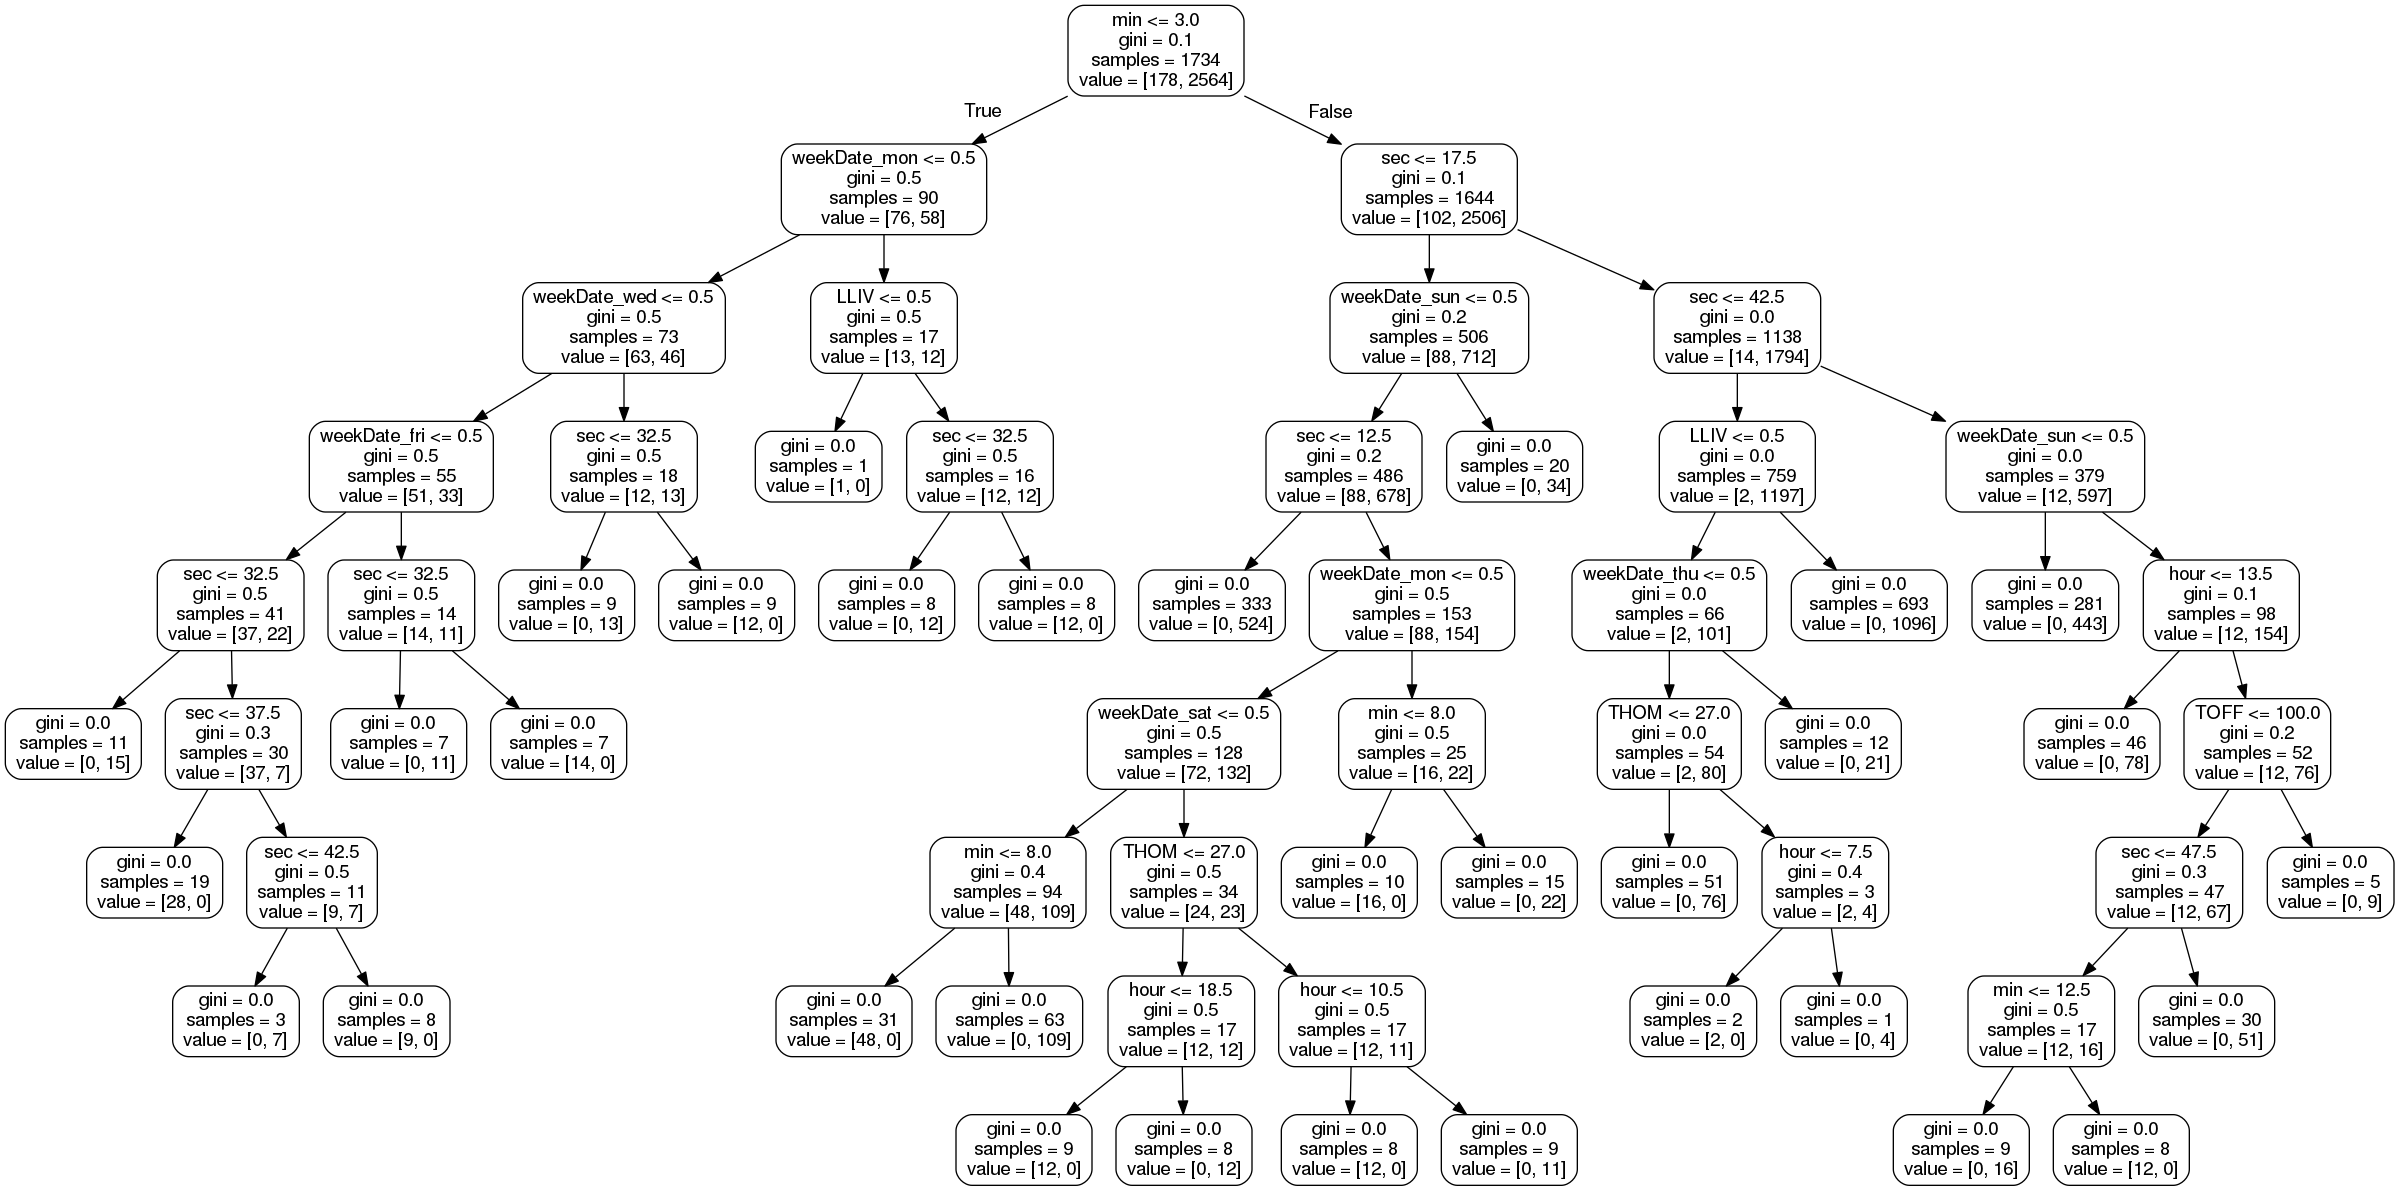 min <= 3.0
gini = 0.1
samples = 1734
value = [178, 2564]
True
False
weekDate_mon <= 0.5
gini = 0.5
samples = 90
value = [76, 58]
sec <= 17.5
gini = 0.1
samples = 1644
value = [102, 2506]
weekDate_wed <= 0.5
gini = 0.5
samples = 73
value = [63, 46]
LLIV <= 0.5
gini = 0.5
samples = 17
value = [13, 12]
weekDate_sun <= 0.5
gini = 0.2
samples = 506
value = [88, 712]
sec <= 42.5
gini = 0.0
samples = 1138
value = [14, 1794]
weekDate_fri <= 0.5
gini = 0.5
samples = 55
value = [51, 33]
sec <= 32.5
gini = 0.5
samples = 18
value = [12, 13]
gini = 0.0
samples = 1
value = [1, 0]
sec <= 32.5
gini = 0.5
samples = 16
value = [12, 12]
sec <= 12.5
gini = 0.2
samples = 486
value = [88, 678]
gini = 0.0
samples = 20
value = [0, 34]
LLIV <= 0.5
gini = 0.0
samples = 759
value = [2, 1197]
weekDate_sun <= 0.5
gini = 0.0
samples = 379
value = [12, 597]
sec <= 32.5
gini = 0.5
samples = 41
value = [37, 22]
sec <= 32.5
gini = 0.5
samples = 14
value = [14, 11]
gini = 0.0
samples = 9
value = [0, 13]
gini = 0.0
samples = 9
value = [12, 0]
gini = 0.0
samples = 8
value = [0, 12]
gini = 0.0
samples = 8
value = [12, 0]
gini = 0.0
samples = 333
value = [0, 524]
weekDate_mon <= 0.5
gini = 0.5
samples = 153
value = [88, 154]
weekDate_thu <= 0.5
gini = 0.0
samples = 66
value = [2, 101]
gini = 0.0
samples = 693
value = [0, 1096]
gini = 0.0
samples = 281
value = [0, 443]
hour <= 13.5
gini = 0.1
samples = 98
value = [12, 154]
gini = 0.0
samples = 11
value = [0, 15]
sec <= 37.5
gini = 0.3
samples = 30
value = [37, 7]
gini = 0.0
samples = 7
value = [0, 11]
gini = 0.0
samples = 7
value = [14, 0]
weekDate_sat <= 0.5
gini = 0.5
samples = 128
value = [72, 132]
min <= 8.0
gini = 0.5
samples = 25
value = [16, 22]
THOM <= 27.0
gini = 0.0
samples = 54
value = [2, 80]
gini = 0.0
samples = 12
value = [0, 21]
gini = 0.0
samples = 46
value = [0, 78]
TOFF <= 100.0
gini = 0.2
samples = 52
value = [12, 76]
gini = 0.0
samples = 19
value = [28, 0]
sec <= 42.5
gini = 0.5
samples = 11
value = [9, 7]
min <= 8.0
gini = 0.4
samples = 94
value = [48, 109]
THOM <= 27.0
gini = 0.5
samples = 34
value = [24, 23]
gini = 0.0
samples = 10
value = [16, 0]
gini = 0.0
samples = 15
value = [0, 22]
gini = 0.0
samples = 51
value = [0, 76]
hour <= 7.5
gini = 0.4
samples = 3
value = [2, 4]
sec <= 47.5
gini = 0.3
samples = 47
value = [12, 67]
gini = 0.0
samples = 5
value = [0, 9]
gini = 0.0
samples = 3
value = [0, 7]
gini = 0.0
samples = 8
value = [9, 0]
gini = 0.0
samples = 31
value = [48, 0]
gini = 0.0
samples = 63
value = [0, 109]
hour <= 18.5
gini = 0.5
samples = 17
value = [12, 12]
hour <= 10.5
gini = 0.5
samples = 17
value = [12, 11]
gini = 0.0
samples = 2
value = [2, 0]
gini = 0.0
samples = 1
value = [0, 4]
min <= 12.5
gini = 0.5
samples = 17
value = [12, 16]
gini = 0.0
samples = 30
value = [0, 51]
gini = 0.0
samples = 9
value = [12, 0]
gini = 0.0
samples = 8
value = [0, 12]
gini = 0.0
samples = 8
value = [12, 0]
gini = 0.0
samples = 9
value = [0, 11]
gini = 0.0
samples = 9
value = [0, 16]
gini = 0.0
samples = 8
value = [12, 0]